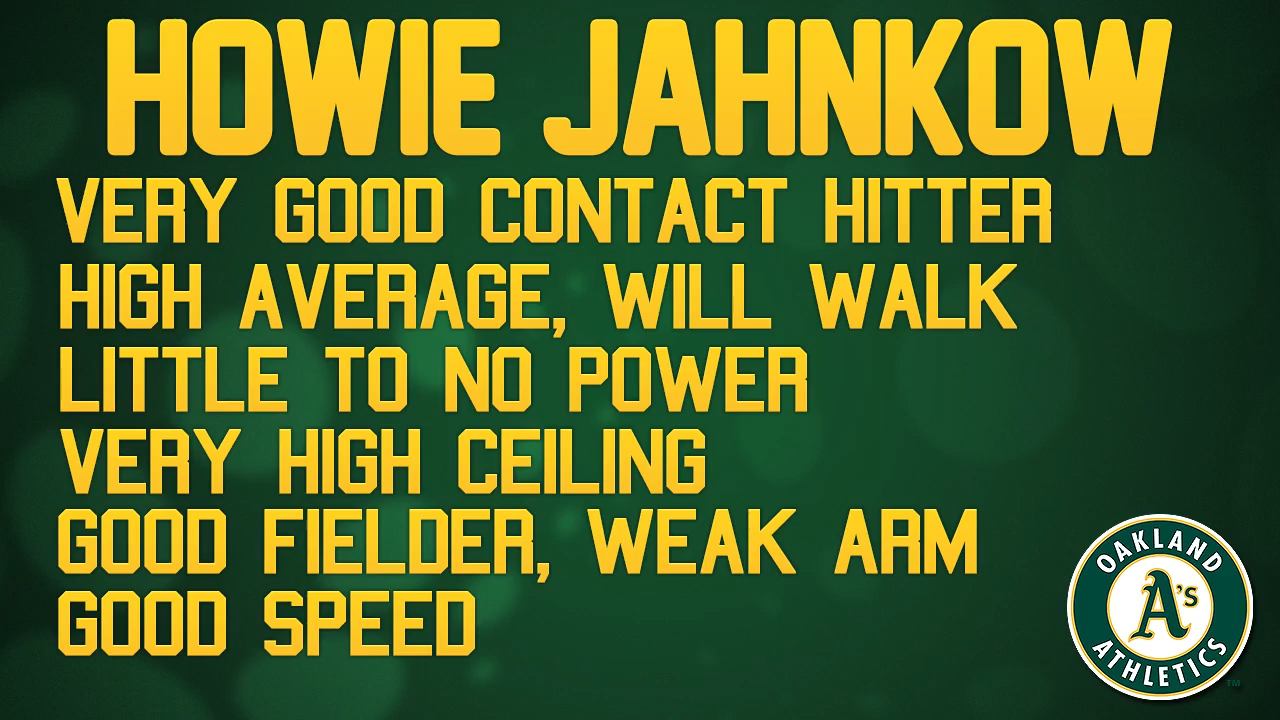 HOWIE JAHNKOW
VERY GOOD CONTACT HITTER
HIGH AVERAGE, WILL WALK
LITTLE TO NO POWER
VERY HIGH CEILING
GOOD FIELDER, WEAK ARM
GOOD SPEED
OAKLAND
A's
ATHLETICS
TM